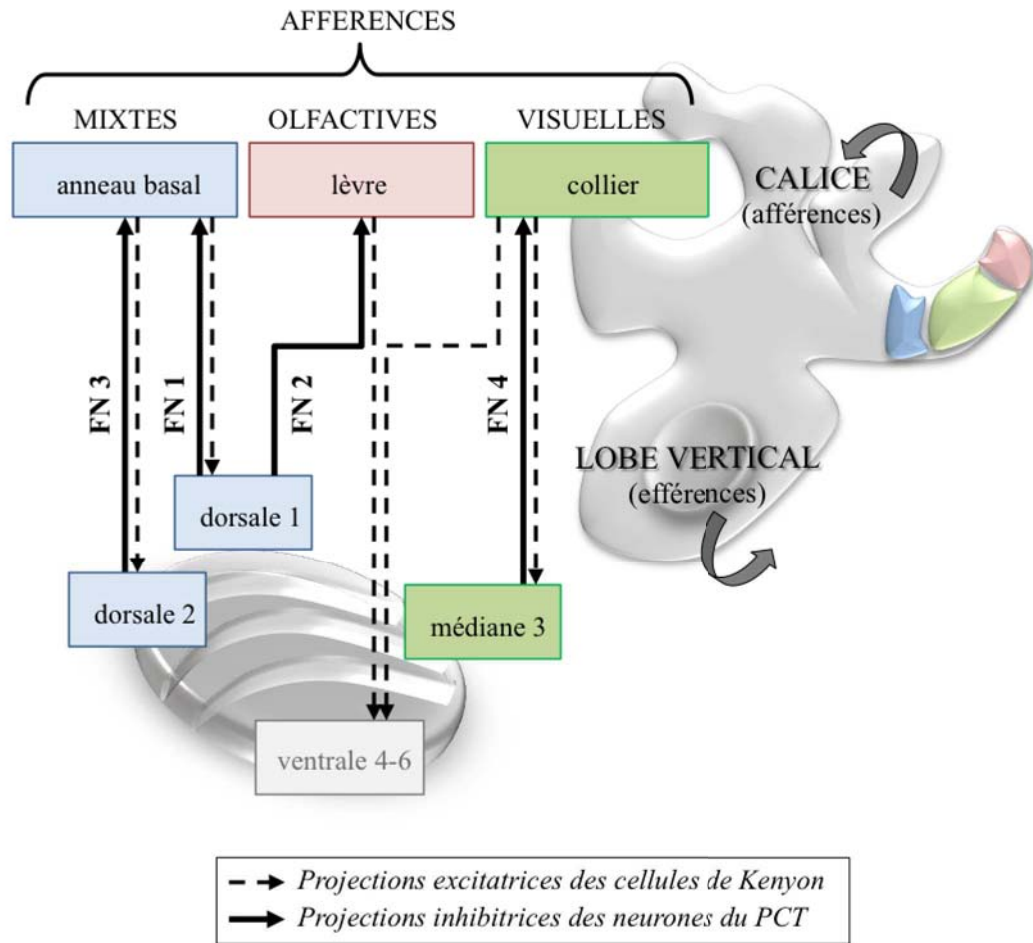 AFFERENCES
MIXTES
OLFACTIVES
VISUELLES
anneau basal
lèvre
collier
CALICE
(afférences)
FN 3
FN 1
FN 2
FN 4
LOBE VERTICAL
(efférences)
dorsale 1
dorsale 2
médiane 3
ventrale 4-6
Projections excitatrices des cellules de Kenyon
Projections inhibitrices des neurones du PCT